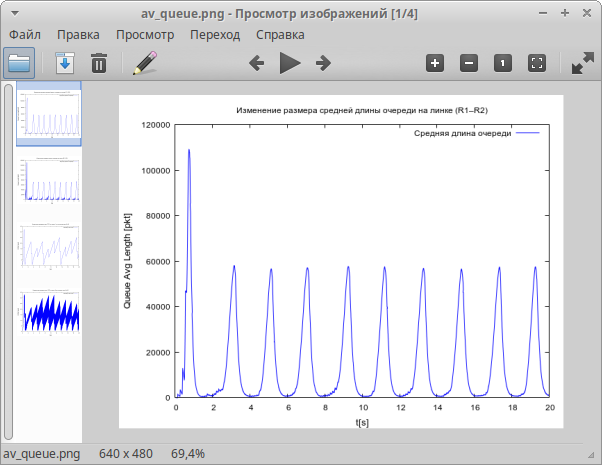 av_queue.png - Просмотр изображений [1/4]
Файл Правка Просмотр Переход Справка
1
Изменение размера средней длины очереди на линке (R1–R2)
Средняя длина очереди
Queue Avg Length [pkt]
120000
100000
80000
60000
40000
20000
0
0 2 4 6 8 10 12 14 16 18 20
t[s]
av_queue.png 640 x 480 69,4%